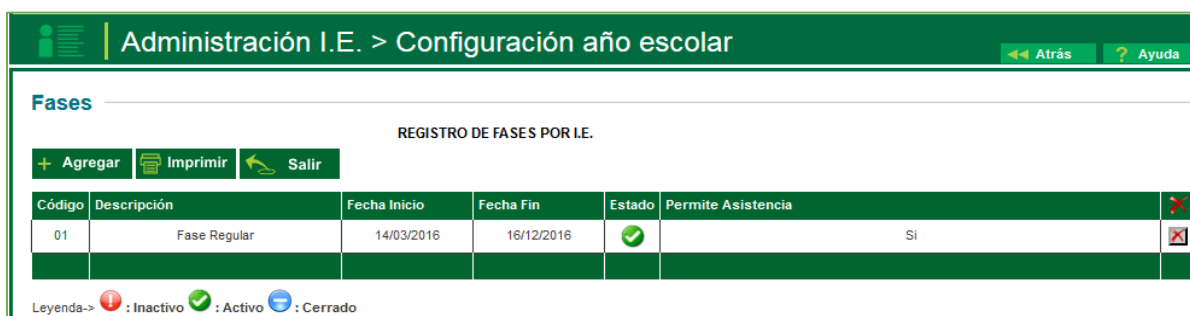 Administración I.E. > Configuración año escolar
Atrás ? Ayuda
Fases
REGISTRO DE FASES POR I.E.
+ Agregar Imprimir Salir
Código Descripción Fecha Inicio Fecha Fin Estado Permite Asistencia
01 Fase Regular 14/03/2016 16/12/2016 Si
Leyenda-> : Inactivo : Activo : Cerrado